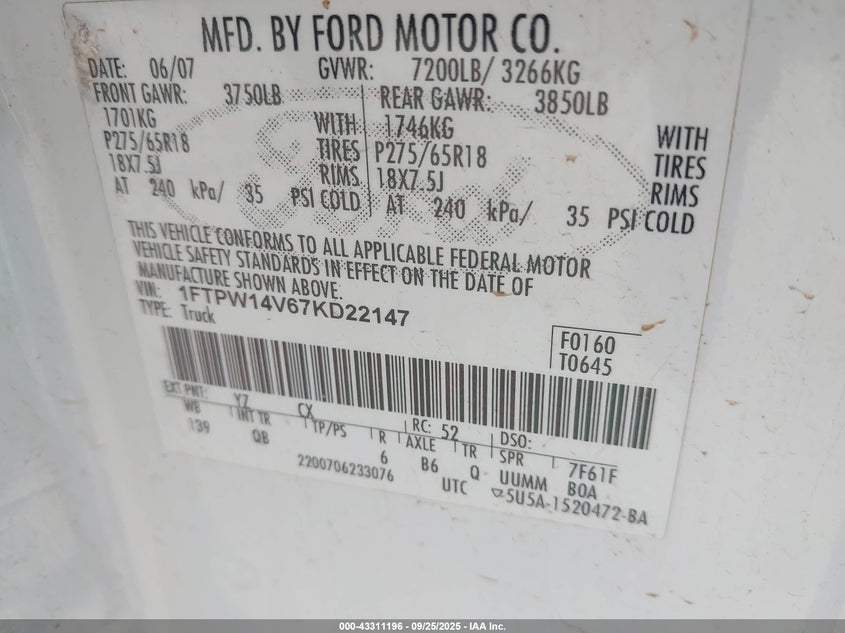 MFD. BY FORD MOTOR CO.
DATE: 06/07 GVWR: 7200LB/ 3266KG
FRONT GAWR: 3750LB REAR GAWR: 3850LB
1701KG WITH 1746KG WITH
P275/65R18 TIRES P275/65R18 TIRES
18X7.5J RIMS 18X7.5J RIMS
AT 240 kPa/ 35 PSI COLD AT 240 kPa/ 35 PSI COLD
Ford
THIS VEHICLE CONFORMS TO ALL APPLICABLE FEDERAL MOTOR
VEHICLE SAFETY STANDARDS IN EFFECT ON THE DATE OF
MANUFACTURE SHOWN ABOVE.
VIN: 1FTPW14V67KD22147
TYPE: Truck
F0160
T0645
EXT PNT: YZ CX RC: 52 DSO:
WB INT TR TP/PS R AXLE TR SPR 7F61F
139 QB 6 B6 Q UUMM BOA
2200706233076 UTC 5U5A-1520472-BA
000-43311196 - 09/25/2025 - IAA Inc.